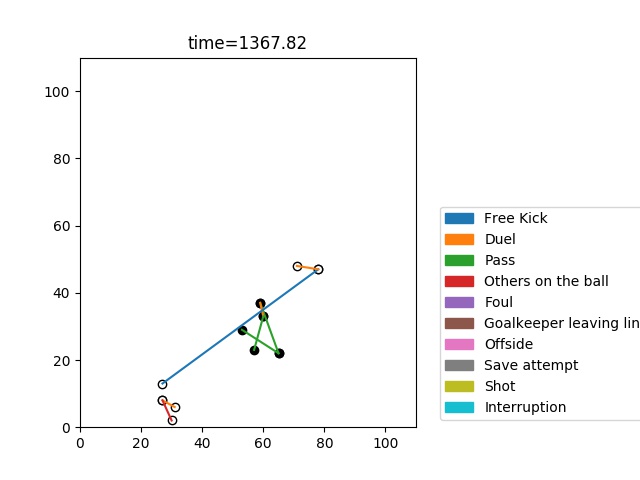 time=1367.82
100
80
60
40
20
0
0 20 40 60 80 100
Free Kick
Duel
Pass
Others on the ball
Foul
Goalkeeper leaving lin
Offside
Save attempt
Shot
Interruption